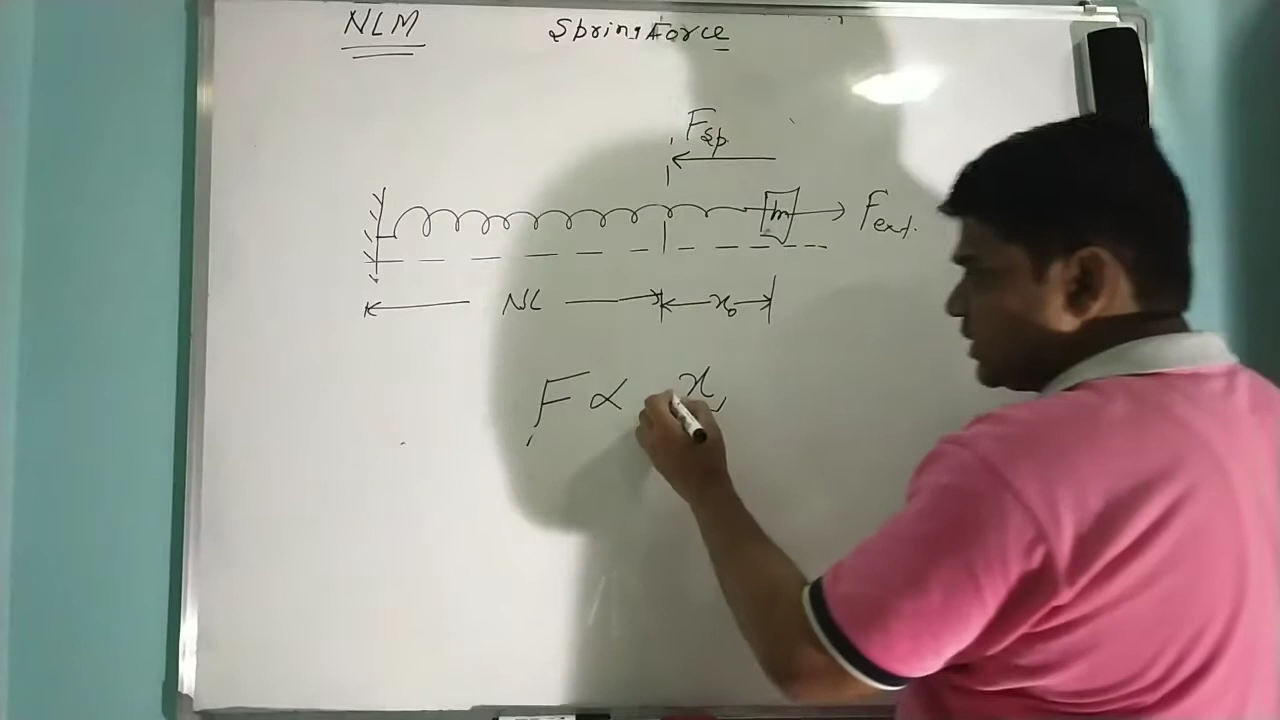 NLM Spring Force
Fsp.
m Fext.
NL x₀
F ∝ x